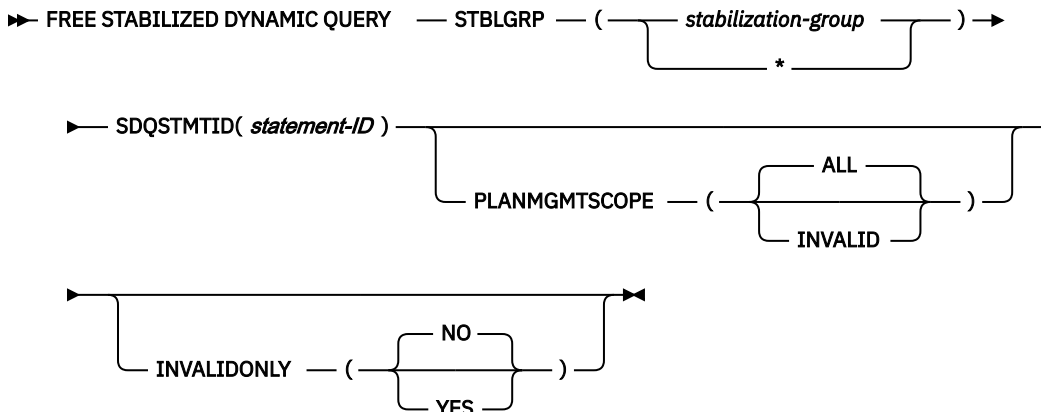 FREE STABILIZED DYNAMIC QUERY STBLGRP ( stabilization-group )
*
SDQSTMTID( statement-ID )
PLANMGMTSCOPE ( ALL )
INVALID
INVALIDONLY ( NO )
YES